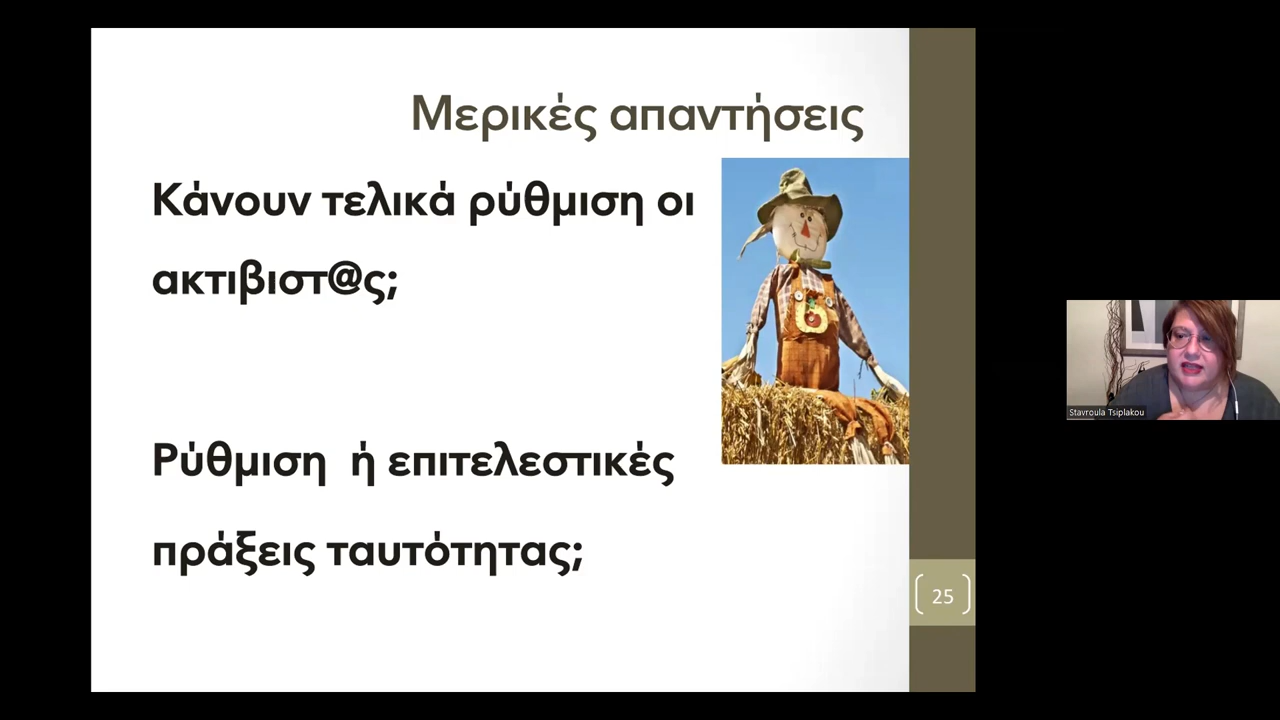 Μερικές απαντήσεις
Κάνουν τελικά ρύθμιση οι
ακτιβιστ@ς;
Ρύθμιση ή επιτελεστικές
πράξεις ταυτότητας;
25
Stavroula Tsiplakou